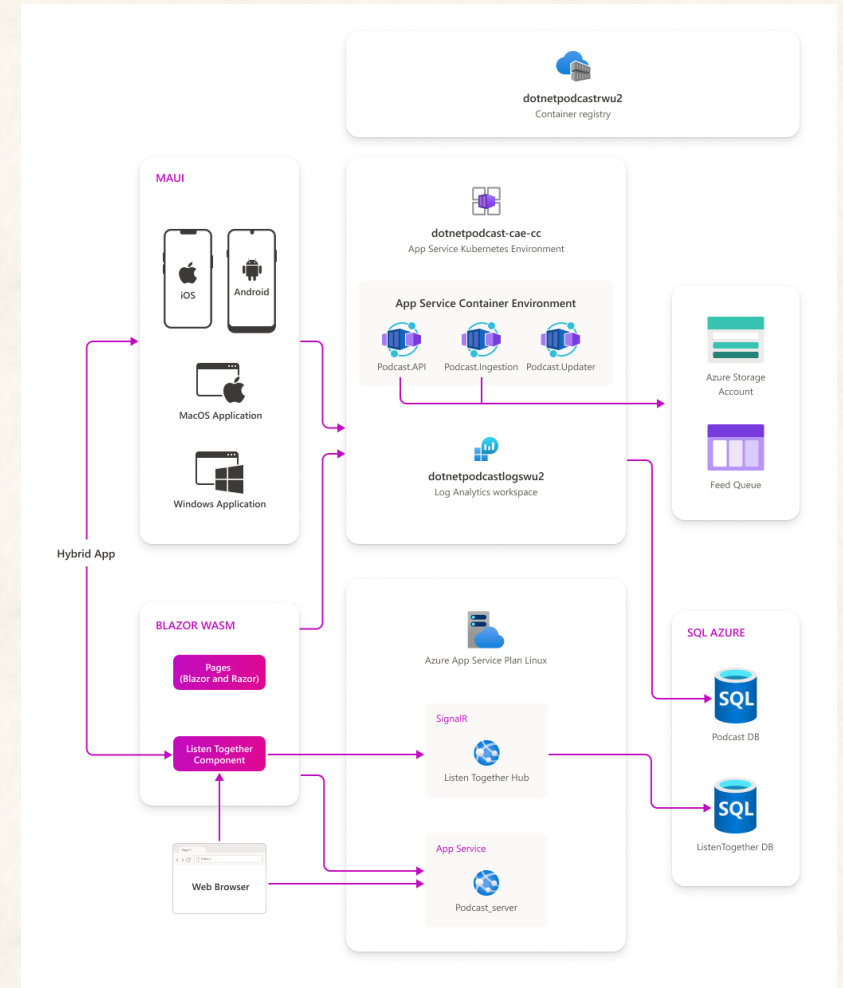 dotnetpodcastrwu2
Container registry
MAUI
iOS
Android
MacOS Application
Windows Application
dotnetpodcast-cae-cc
App Service Kubernetes Environment
App Service Container Environment
Podcast.API
Podcast.Ingestion
Podcast.Updater
dotnetpodcastlogswu2
Log Analytics workspace
Azure Storage
Account
Feed Queue
Hybrid App
BLAZOR WASM
Pages
(Blazor and Razor)
Listen Together
Component
Web Browser
Azure App Service Plan Linux
SignalR
Listen Together Hub
App Service
Podcast_server
SQL AZURE
SQL
Podcast DB
SQL
ListenTogether DB